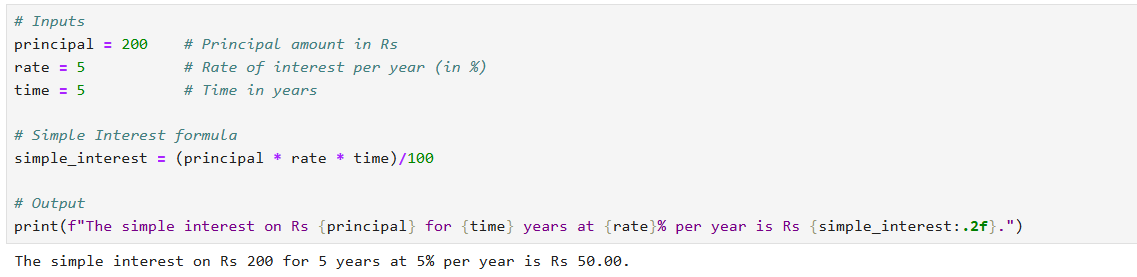 # Inputs
principal = 200    # Principal amount in Rs
rate = 5           # Rate of interest per year (in %)
time = 5           # Time in years
# Simple Interest formula
simple_interest = (principal * rate * time)/100
# Output
print(f"The simple interest on Rs {principal} for {time} years at {rate}% per year is Rs {simple_interest:.2f}.")
The simple interest on Rs 200 for 5 years at 5% per year is Rs 50.00.